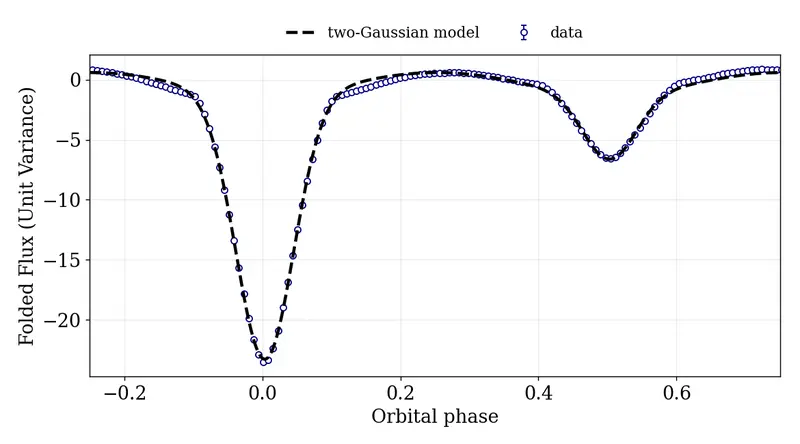 two-Gaussian model
data
Folded Flux (Unit Variance)
0
−5
−10
−15
−20
−0.2
0.0
0.2
0.4
0.6
Orbital phase